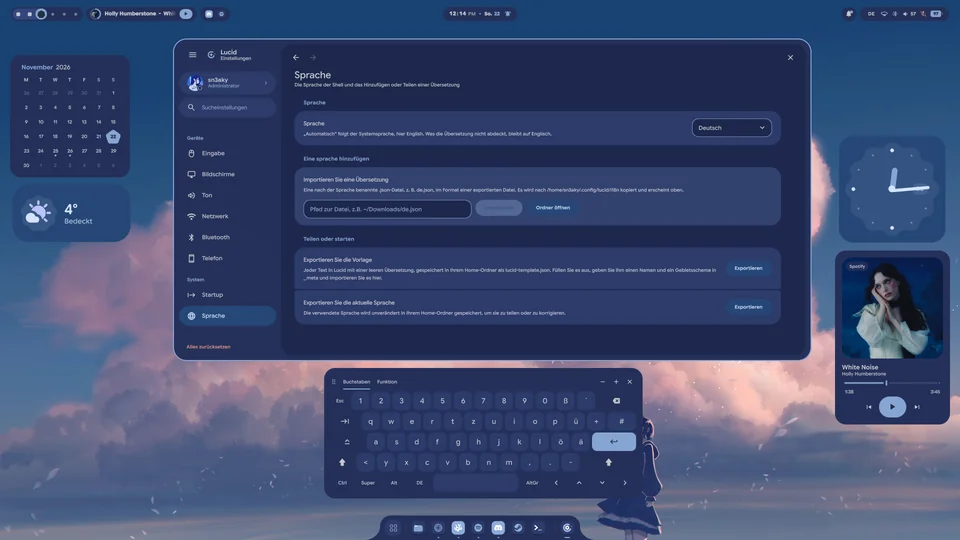 Holly Humberstone - Whi
12:14 PM • So. 22
DE
57
97
November 2026
M T W T F S S
26 27 28 29 30 31 1
2 3 4 5 6 7 8
9 10 11 12 13 14 15
16 17 18 19 20 21 22
23 24 25 26 27 28 29
30 1 2 3 4 5 6
4°
Bedeckt
Lucid
Einstellungen
sn3aky
Administrator
Sucheinstellungen
Geräte
Eingabe
Bildschirme
Ton
Netzwerk
Bluetooth
Telefon
System
Startup
Sprache
Alles zurücksetzen
Sprache
Die Sprache der Shell und das Hinzufügen oder Teilen einer Übersetzung
Sprache
Sprache
„Automatisch" folgt der Systemsprache, hier English. Was die Übersetzung nicht abdeckt, bleibt auf Englisch.
Deutsch
Eine sprache hinzufügen
Importieren Sie eine Übersetzung
Eine nach der Sprache benannte .json-Datei, z. B. de.json, im Format einer exportierten Datei. Es wird nach /home/sn3aky/.config/lucid/i18n kopiert und erscheint oben.
Pfad zur Datei, z.B. ~/Downloads/de.json
Ordner öffnen
Teilen oder starten
Exportieren Sie die Vorlage
Jeder Text in Lucid mit einer leeren Übersetzung, gespeichert in Ihrem Home-Ordner als lucid-template.json. Füllen Sie es aus, geben Sie ihm einen Namen und ein Gebietsschema in
_meta und importieren Sie es hier.
Exportieren
Exportieren Sie die aktuelle Sprache
Die verwendete Sprache wird unverändert in Ihrem Home-Ordner gespeichert, um sie zu teilen oder zu korrigieren.
Exportieren
Spotify
White Noise
Holly Humberstone
1:38 3:45
Buchstaben Funktion
Esc 1 2 3 4 5 6 7 8 9 0 ß ´
q w e r t z u i o p ü + #
a s d f g h j k l ö ä
< y x c v b n m , . -
Ctrl Super Alt DE AltGr